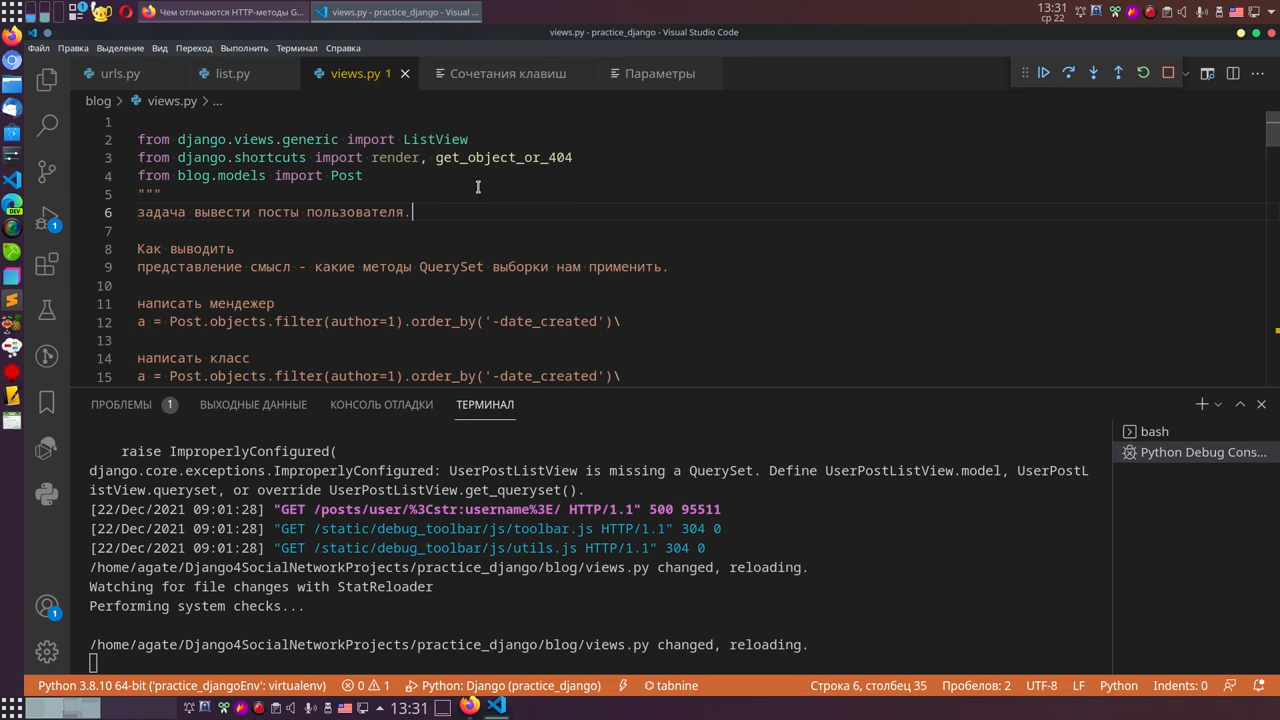 Чем отличаются HTTP-методы G...
views.py - practice_django - Visual ...
13:31
ср 22
views.py - practice_django - Visual Studio Code
Файл Правка Выделение Вид Переход Выполнить Терминал Справка
urls.py list.py views.py 1 Сочетания клавиш Параметры
blog > views.py > ...
1
2 from django.views.generic import ListView
3 from django.shortcuts import render, get_object_or_404
4 from blog.models import Post
5 """
6 задача вывести посты пользователя.
7
8 Как выводить
9 представление смысл - какие методы QuerySet выборки нам применить.
10
11 написать мендежер
12 a = Post.objects.filter(author=1).order_by('-date_created')\
13
14 написать класс
15 a = Post.objects.filter(author=1).order_by('-date_created')\
ПРОБЛЕМЫ 1 ВЫХОДНЫЕ ДАННЫЕ КОНСОЛЬ ОТЛАДКИ ТЕРМИНАЛ
bash
Python Debug Cons...
raise ImproperlyConfigured(
django.core.exceptions.ImproperlyConfigured: UserPostListView is missing a QuerySet. Define UserPostListView.model, UserPostL
istView.queryset, or override UserPostListView.get_queryset().
[22/Dec/2021 09:01:28] "GET /posts/user/%3Cstr:username%3E/ HTTP/1.1" 500 95511
[22/Dec/2021 09:01:28] "GET /static/debug_toolbar/js/toolbar.js HTTP/1.1" 304 0
[22/Dec/2021 09:01:28] "GET /static/debug_toolbar/js/utils.js HTTP/1.1" 304 0
/home/agate/Django4SocialNetworkProjects/practice_django/blog/views.py changed, reloading.
Watching for file changes with StatReloader
Performing system checks...
/home/agate/Django4SocialNetworkProjects/practice_django/blog/views.py changed, reloading.
Python 3.8.10 64-bit ('practice_djangoEnv': virtualenv) 0 1 Python: Django (practice_django) tabnine Строка 6, столбец 35 Пробелов: 2 UTF-8 LF Python Indents: 0
13:31